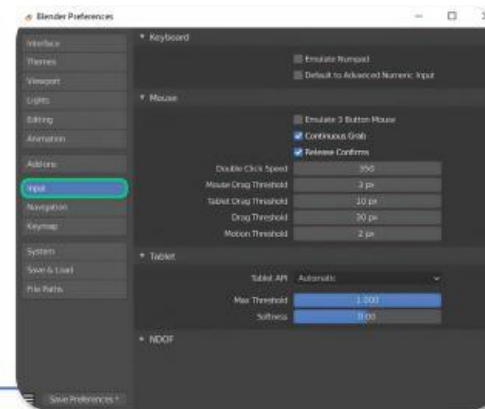 Blender Preferences
Interface
Themes
Viewport
Lights
Editing
Animation
Add-ons
Input
Navigation
Keymap
System
Save & Load
File Paths
Save Preferences *
Keyboard
Emulate Numpad
Default to Advanced Numeric Input
Mouse
Emulate 3 Button Mouse
Continuous Grab
Release Confirms
Double Click Speed 350
Mouse Drag Threshold 3 px
Tablet Drag Threshold 10 px
Drag Threshold 30 px
Motion Threshold 2 px
Tablet
Tablet API Automatic
Max Threshold 1.000
Softness 0.00
NDOF